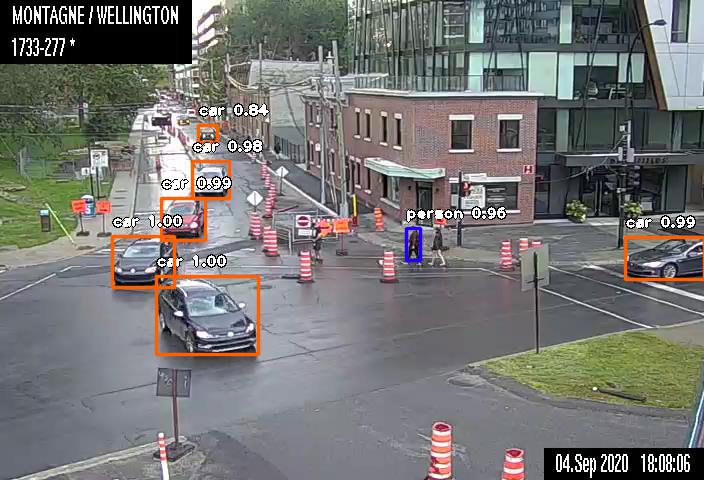 MONTAGNE / WELLINGTON
1733-277 *
car 0.84
car 0.98
car 0.99
car 1.00
person 0.96
car 0.99
car 1.00
04.Sep 2020 18:08:06